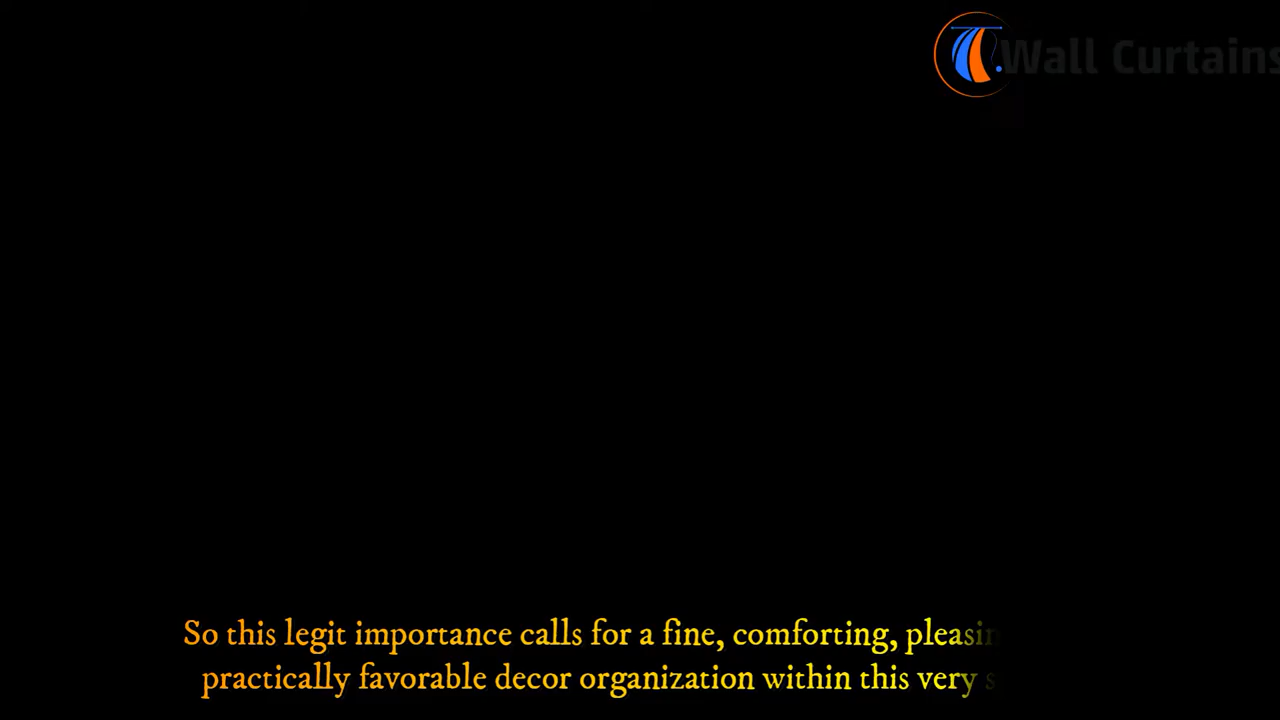 Wall Curtains
So this legit importance calls for a fine, comforting,
practically favorable decor organization within this very